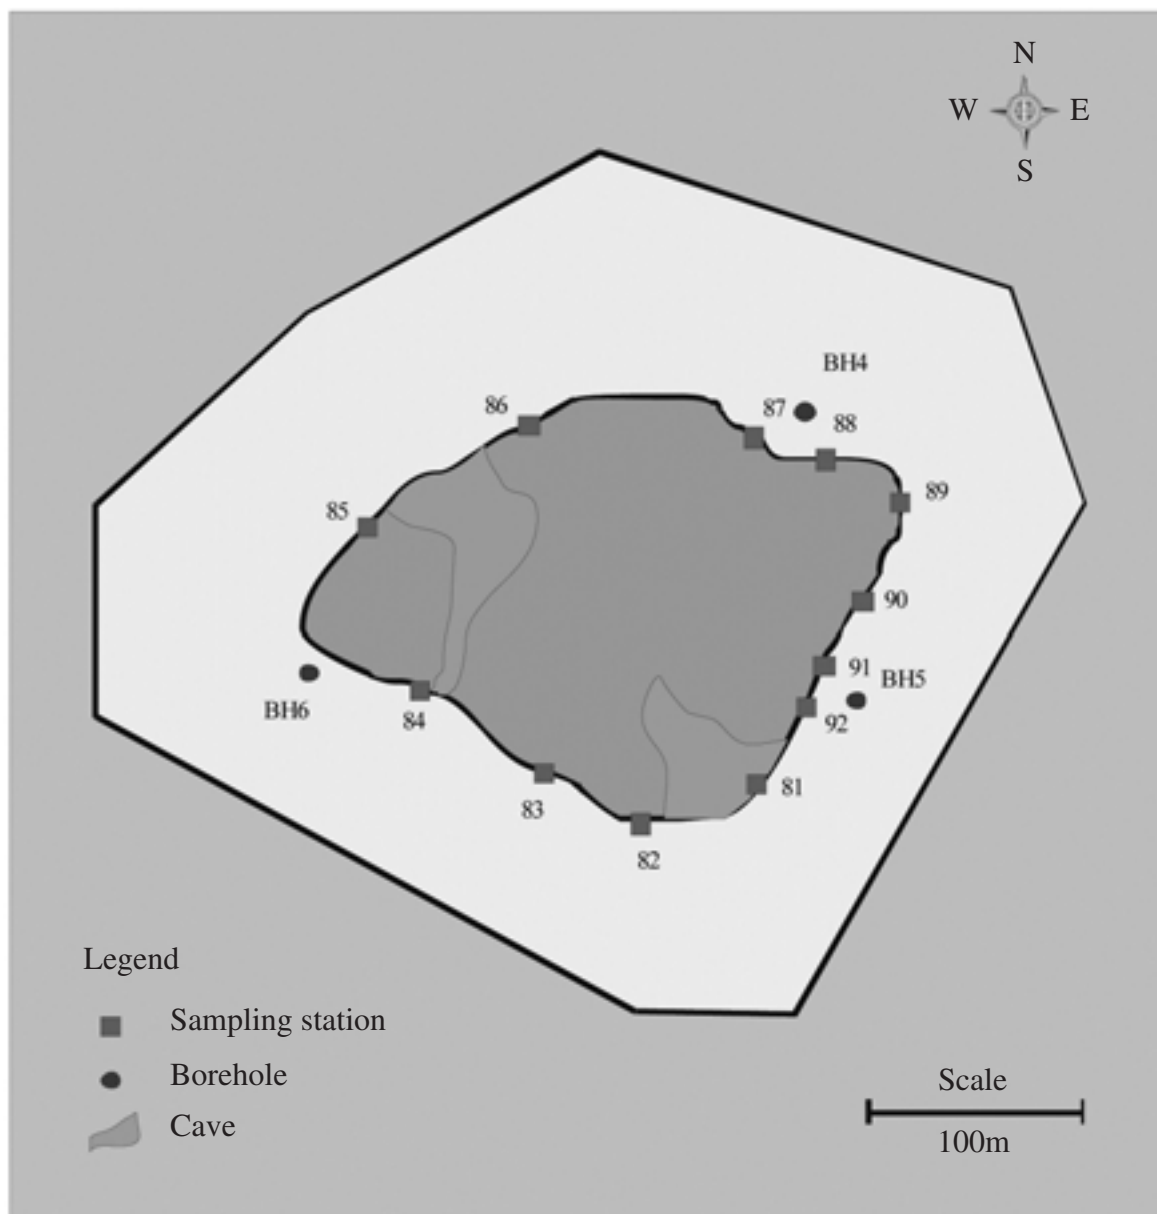 N
W E
S
BH4
86
87
88
85
89
90
91
BH5
BH6
84
92
81
83
82
Legend
Sampling station
Borehole
Cave
Scale
100m